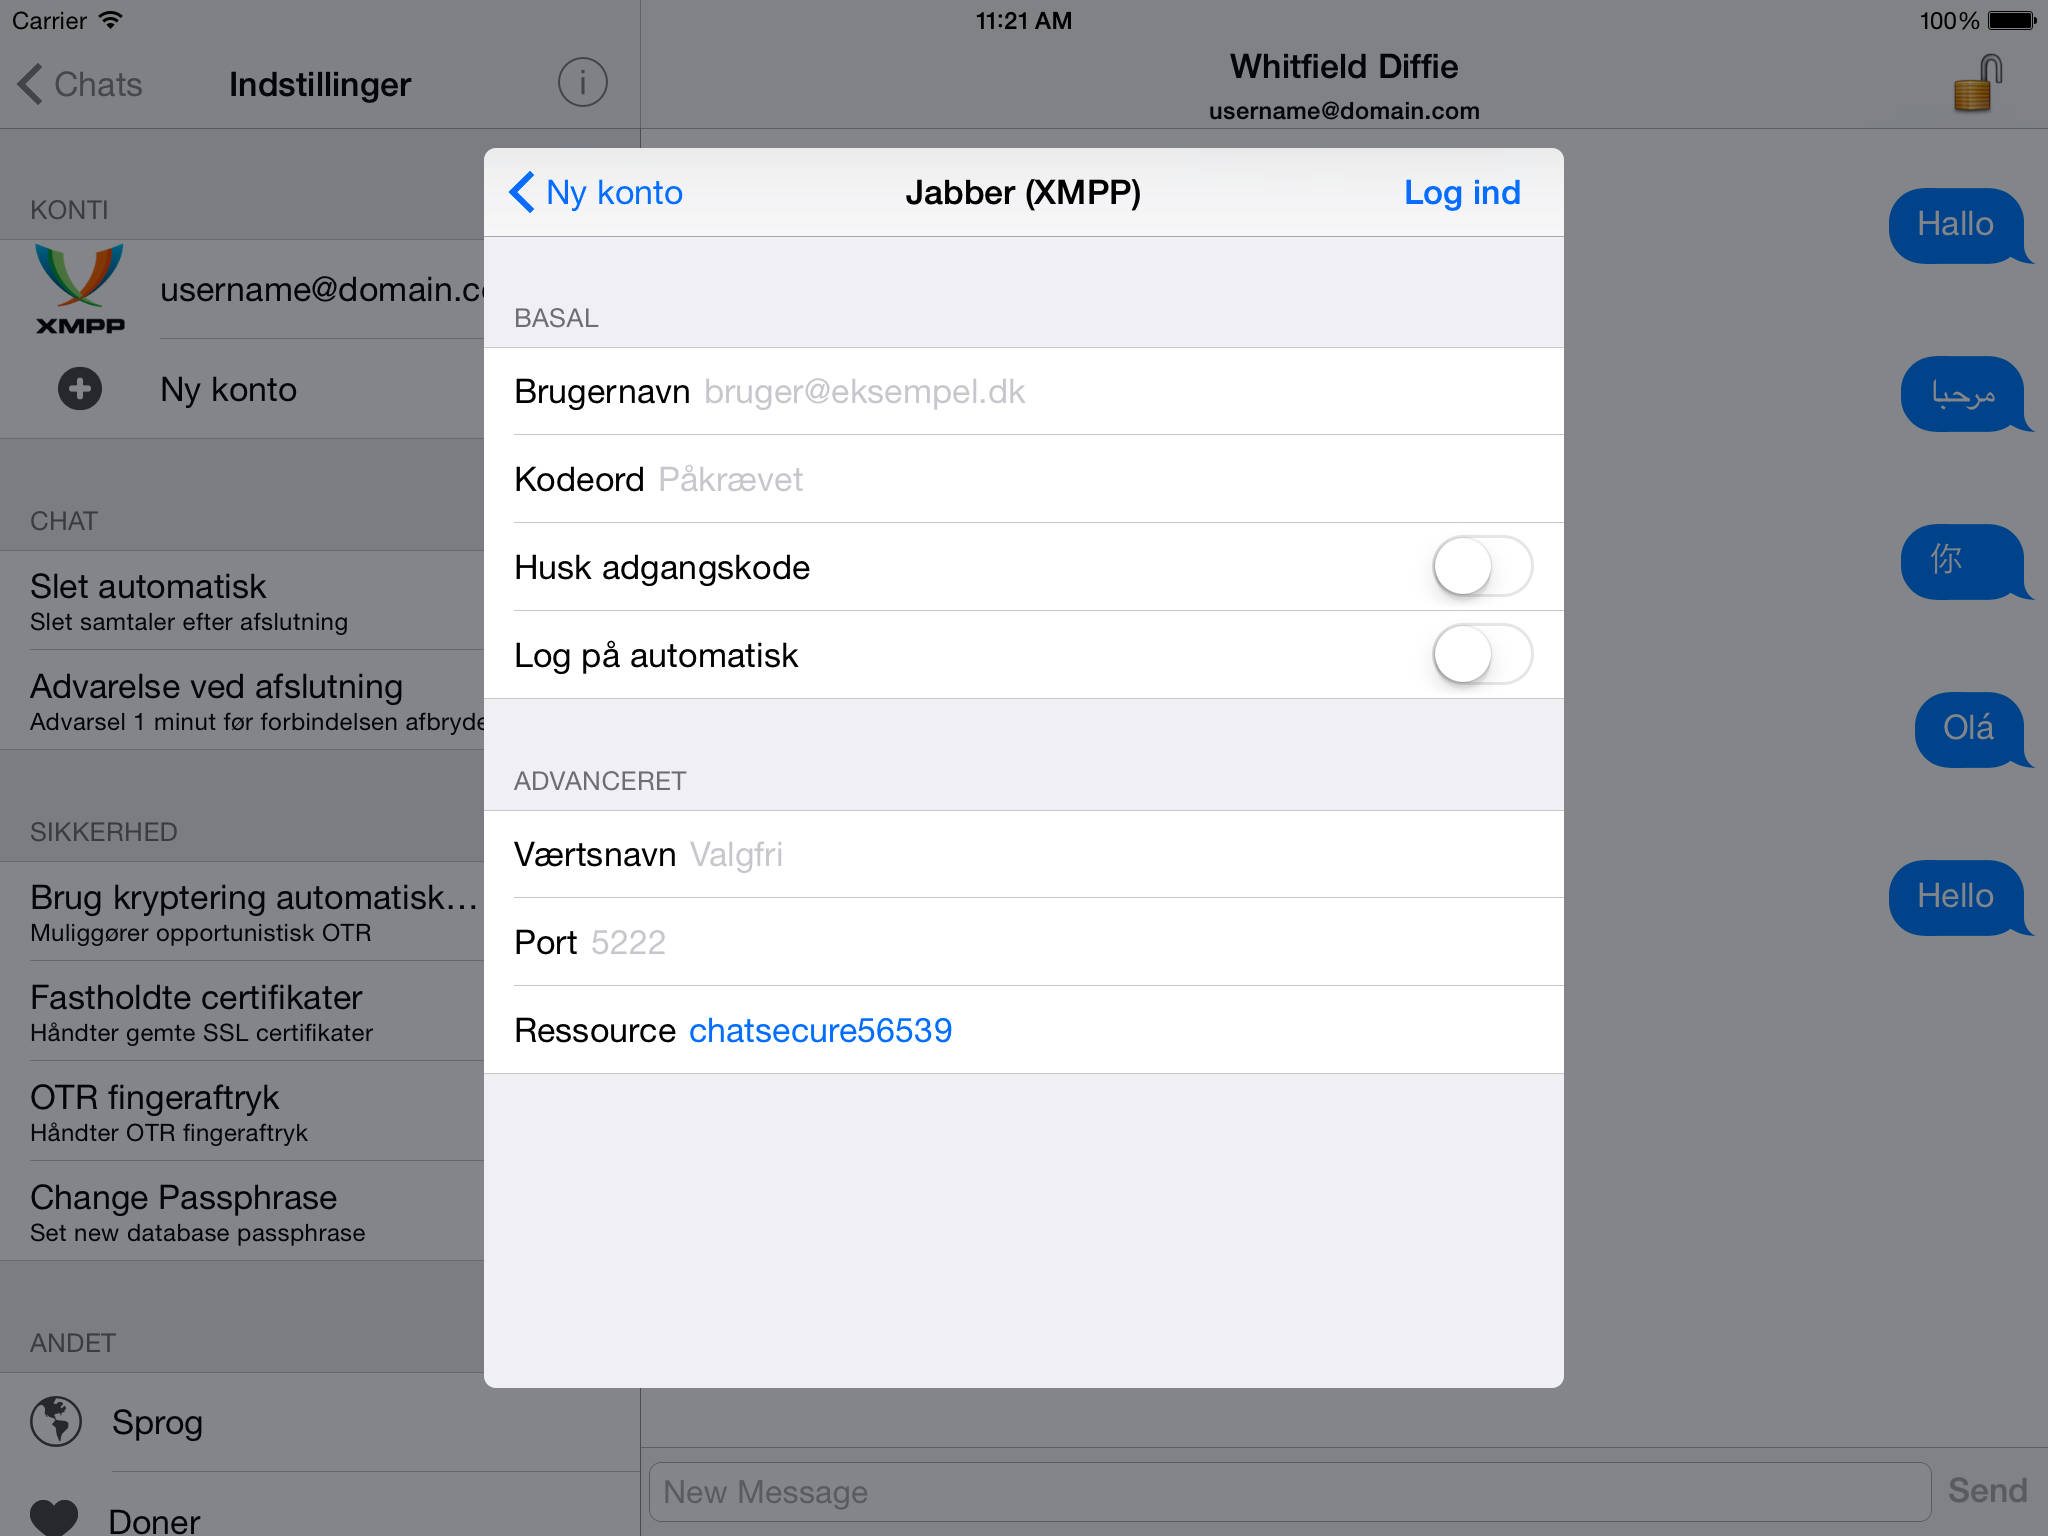 Carrier
11:21 AM
100%
Chats
Indstillinger
Whitfield Diffie
username@domain.com
KONTI
XMPP
username@domain.c
Ny konto
CHAT
Slet automatisk
Slet samtaler efter afslutning
Advarelse ved afslutning
Advarsel 1 minut før forbindelsen afbryde
SIKKERHED
Brug kryptering automatisk...
Muliggører opportunistisk OTR
Fastholdte certifikater
Håndter gemte SSL certifikater
OTR fingeraftryk
Håndter OTR fingeraftryk
Change Passphrase
Set new database passphrase
ANDET
Sprog
Doner
Ny konto
Jabber (XMPP)
Log ind
BASAL
Brugernavn bruger@eksempel.dk
Kodeord Påkrævet
Husk adgangskode
Log på automatisk
ADVANCERET
Værtsnavn Valgfri
Port 5222
Ressource chatsecure56539
Hallo
مرحبا
你
Olá
Hello
New Message
Send